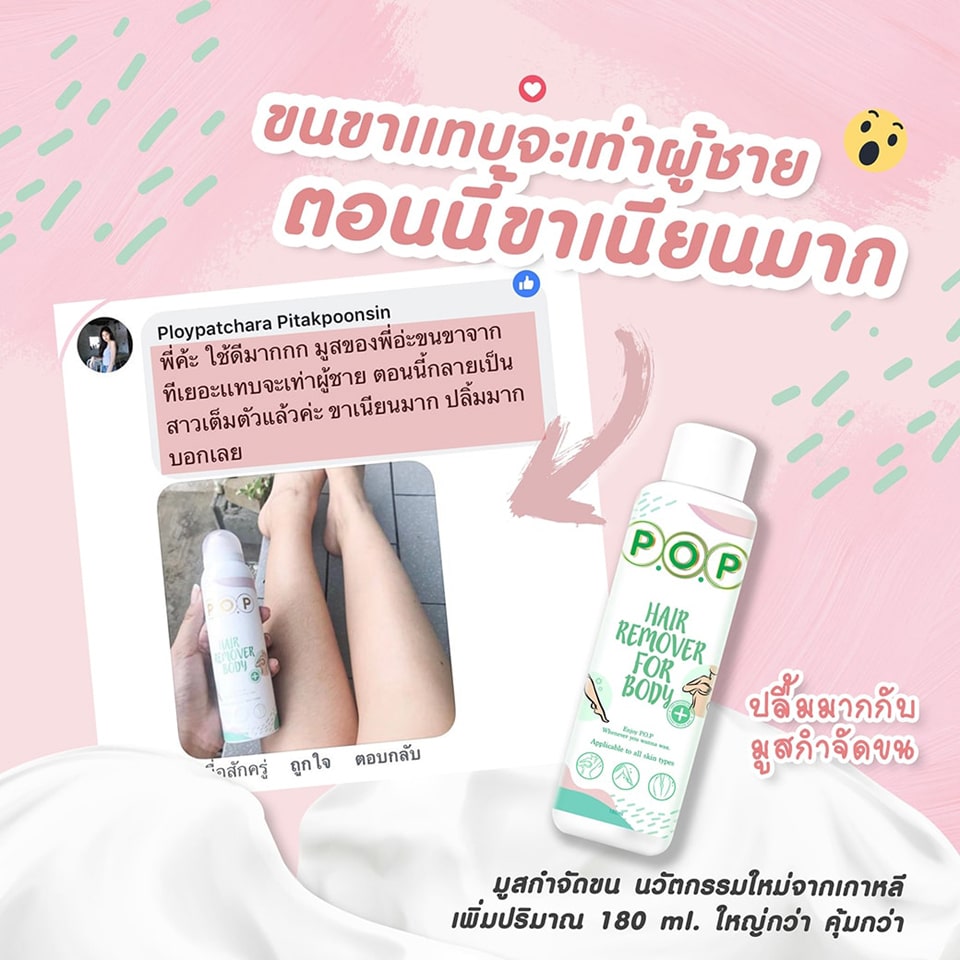 ขนขาแทบจะเท่าผู้ชาย
ตอนนี้ขาเนียนมาก
Ploypatchara Pitakpoonsin
พี่ค้ะ ใช้ดีมากกก มูสของพี่อ่ะขนขาจาก
ทีเยอะแทบจะเท่าผู้ชาย ตอนนี้กลายเป็น
สาวเต็มตัวแล้วค่ะ ขาเนียนมาก ปลิ้มมาก
บอกเลย
P.O.P
HAIR
REMOVER
BODY
ถูกใจ ตอบกลับ
P.O.P
HAIR
REMOVER
FOR
BODY
Enjoy P.O.P
Whenever you wanna wax.
Applicable to all skin types
ปลื้มมากกับ
มูสกำจัดขน
มูสกำจัดขน นวัตกรรมใหม่จากเกาหลี
เพิ่มปริมาณ 180 ml. ใหญ่กว่า คุ้มกว่า